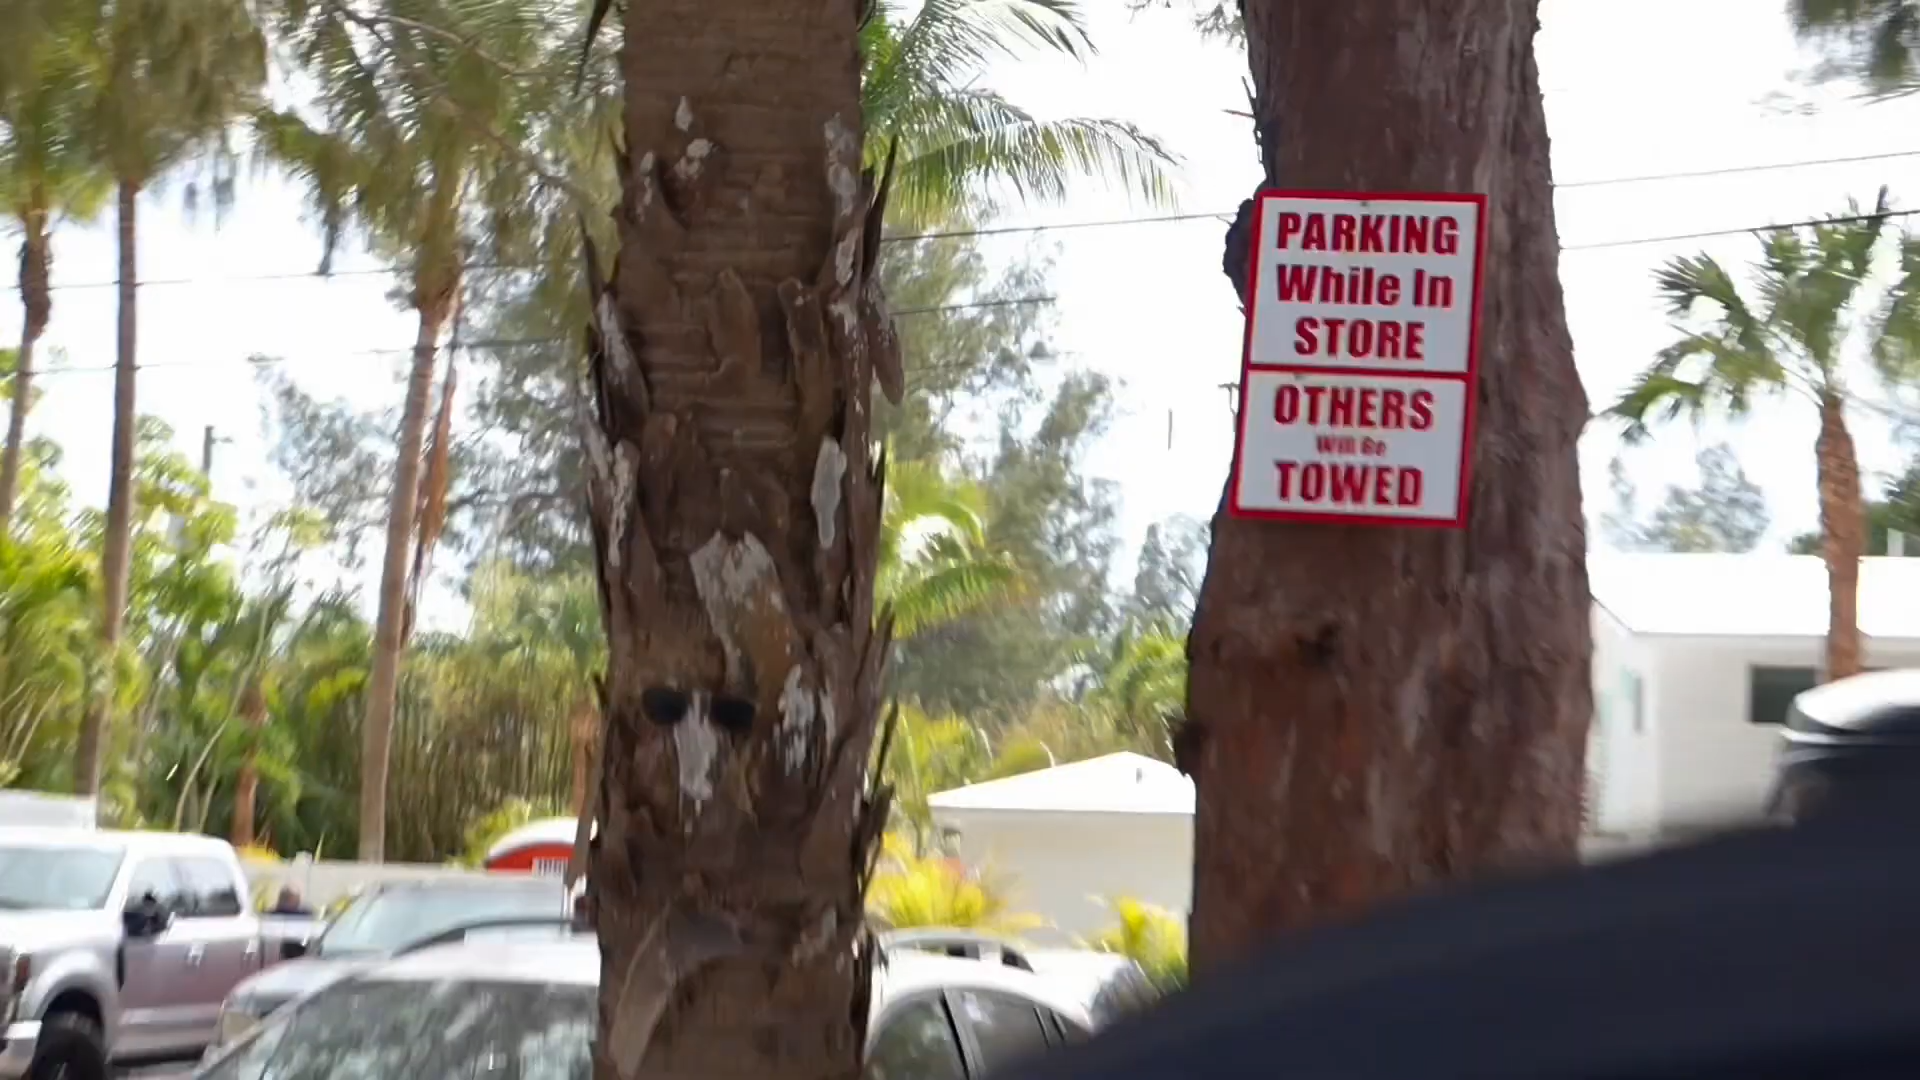 PARKING
While In
STORE
OTHERS
Will Be
TOWED